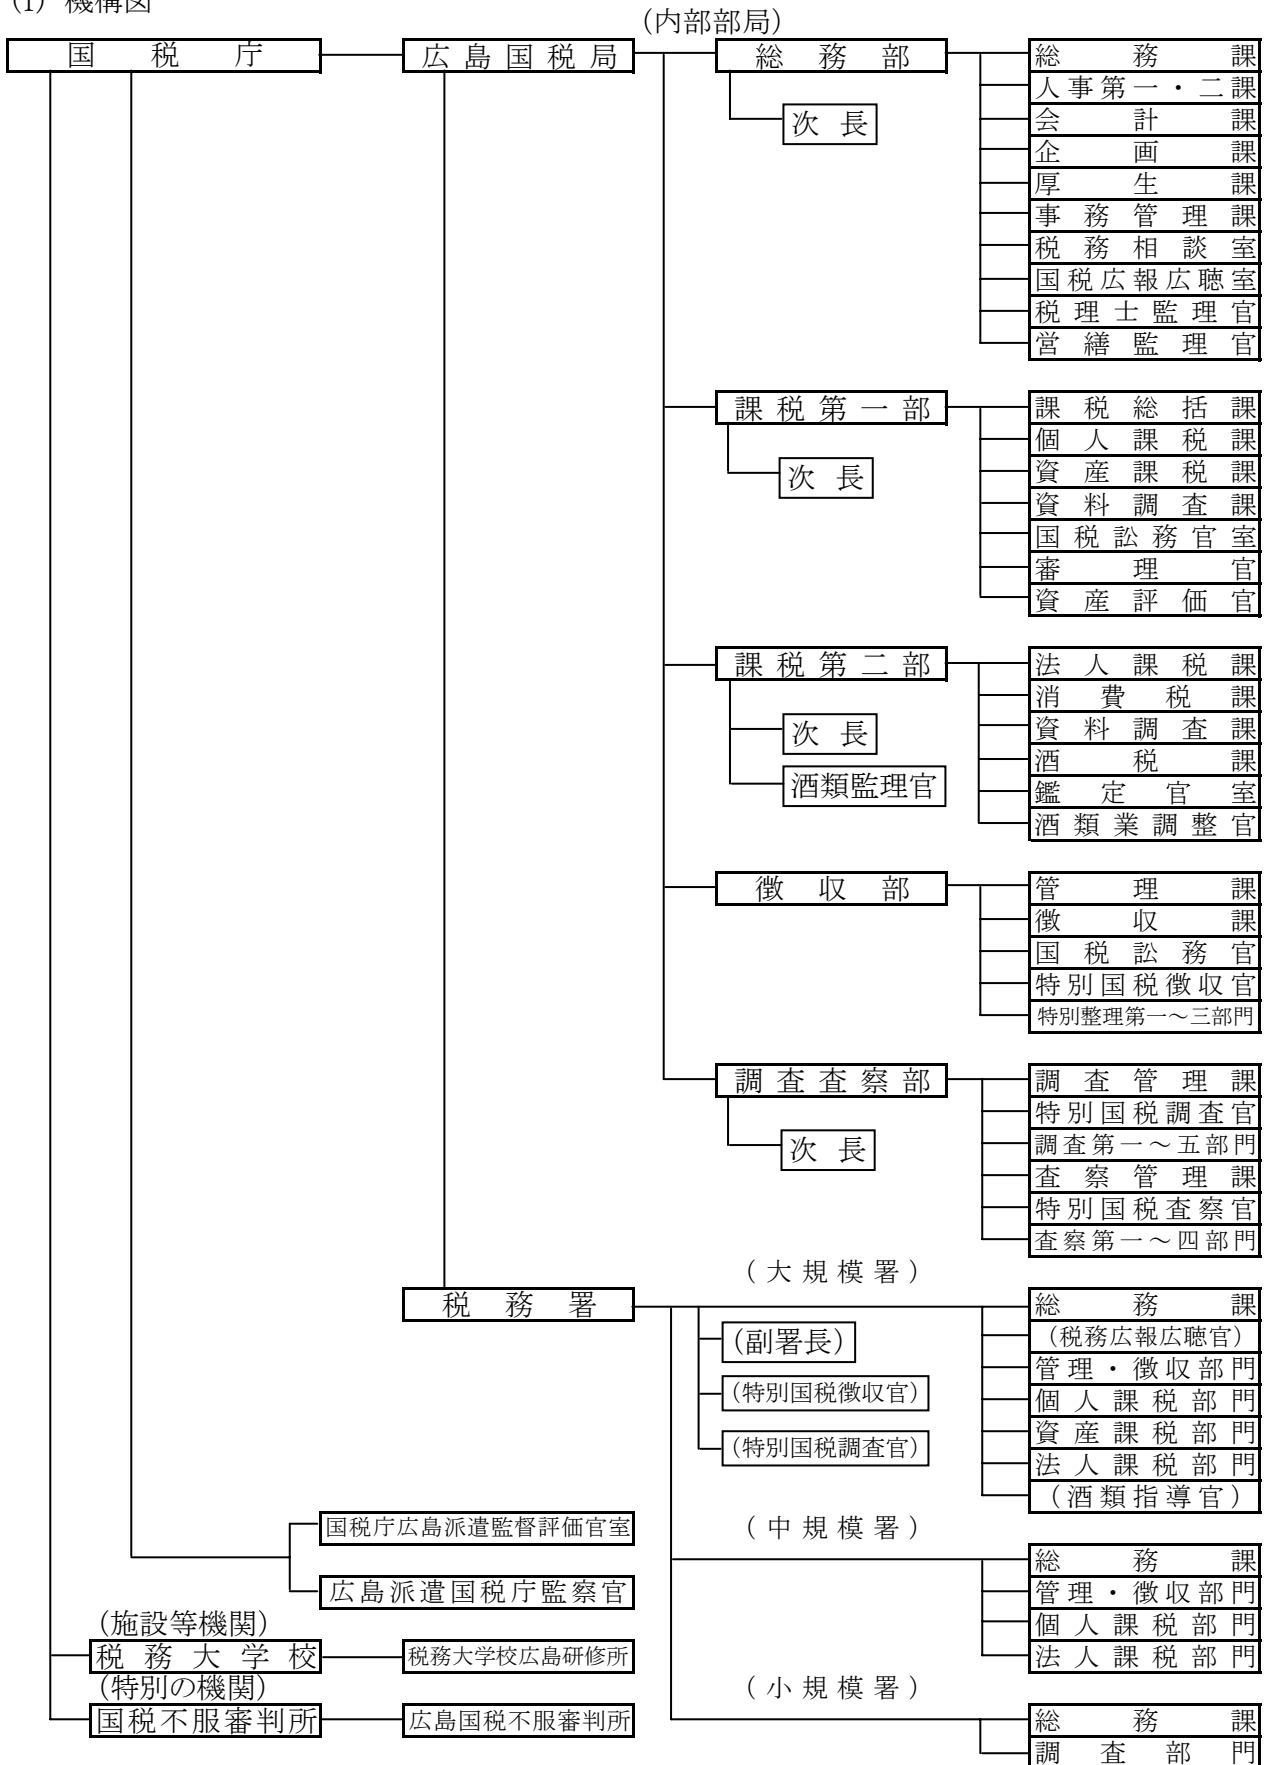 (1) 機構図
(内部部局)
国税庁
広島国税局
総務部
次長
総務課
人事第一・二課
会計課
企画課
厚生課
事務管理課
税務相談室
国税広報広聴室
税理士監理官
営繕監理官
課税第一部
次長
課税総括課
個人課税課
資産課税課
資料調査課
国税訟務官室
審理官
資産評価官
課税第二部
次長
酒類監理官
法人課税課
消費税課
資料調査課
酒税課
鑑定官室
酒類業調整官
徴収部
管理課
徴収課
国税訟務官
特別国税徴収官
特別整理第一～三部門
調査査察部
次長
調査管理課
特別国税調査官
調査第一～五部門
査察管理課
特別国税査察官
査察第一～四部門
税務署
(大規模署)
(副署長)
(特別国税徴収官)
(特別国税調査官)
総務課
(税務広報広聴官)
管理・徴収部門
個人課税部門
資産課税部門
法人課税部門
(酒類指導官)
(中規模署)
総務課
管理・徴収部門
個人課税部門
法人課税部門
(小規模署)
総務課
調査部門
国税庁広島派遣監督評価官室
広島派遣国税庁監察官
(施設等機関)
税務大学校
税務大学校広島研修所
(特別の機関)
国税不服審判所
広島国税不服審判所